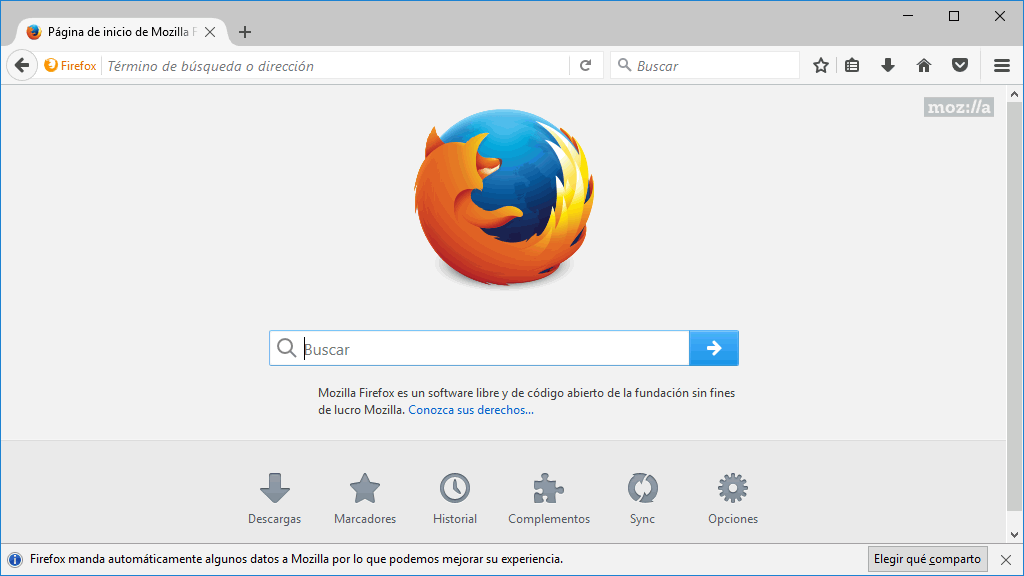 Página de inicio de Mozilla F
Firefox
Término de búsqueda o dirección
Buscar
moz://a
Buscar
Mozilla Firefox es un software libre y de código abierto de la fundación sin fines
de lucro Mozilla. Conozca sus derechos...
Descargas
Marcadores
Historial
Complementos
Sync
Opciones
Firefox manda automáticamente algunos datos a Mozilla por lo que podemos mejorar su experiencia.
Elegir qué comparto